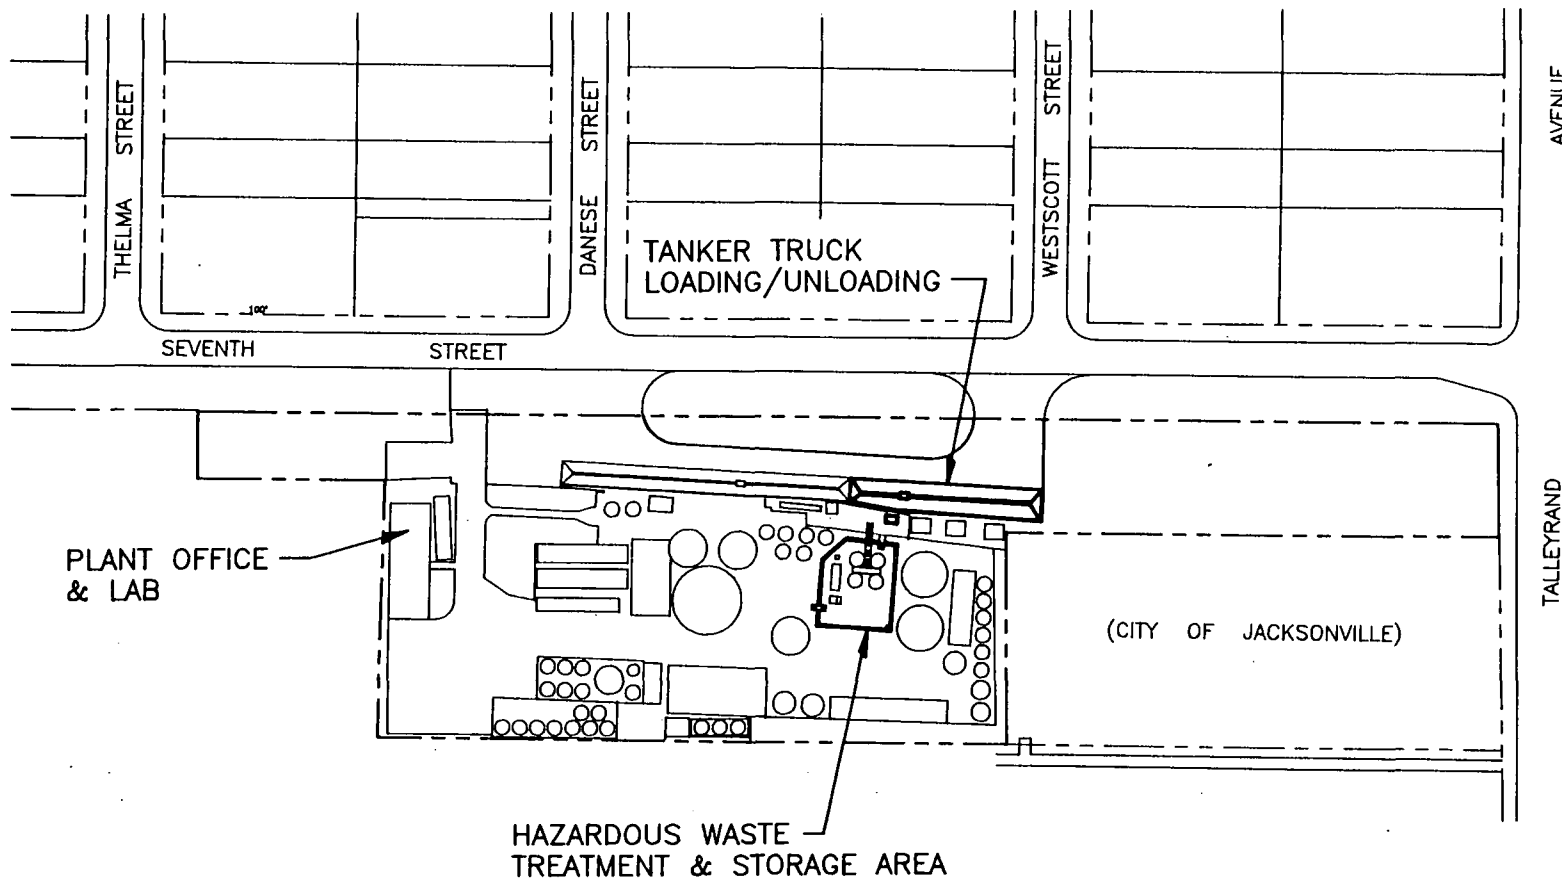 THELMA STREET
DANESE STREET
WESTSCOTT STREET
AVENUE
TANKER TRUCK
LOADING/UNLOADING
100'
SEVENTH STREET
TALLEYRAND
PLANT OFFICE
& LAB
(CITY OF JACKSONVILLE)
HAZARDOUS WASTE
TREATMENT & STORAGE AREA